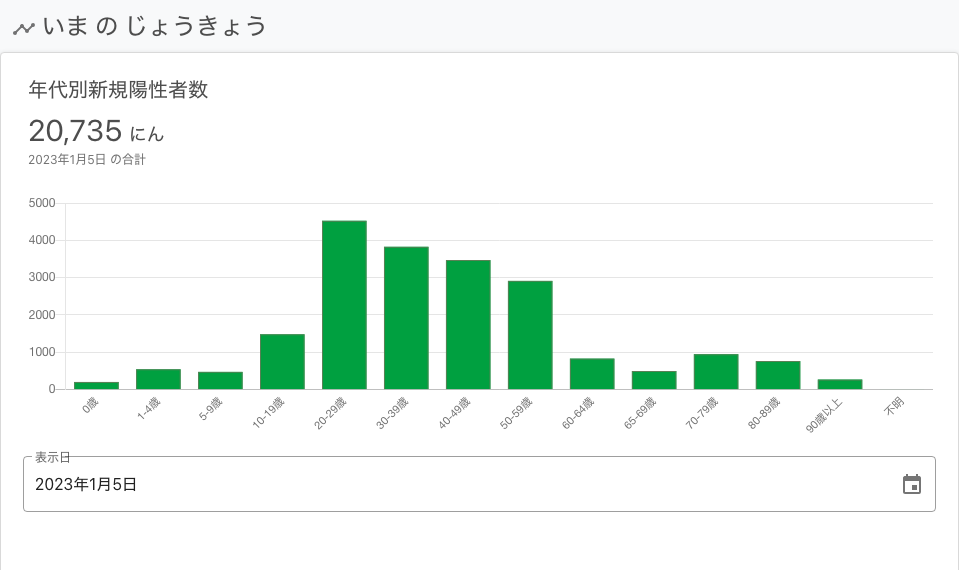 いま の じょうきょう
年代別新規陽性者数
20,735 にん
2023年1月5日 の合計
5000
4000
3000
2000
1000
0
0歳
1-4歳
5-9歳
10-19歳
20-29歳
30-39歳
40-49歳
50-59歳
60-64歳
65-69歳
70-79歳
80-89歳
90歳以上
不明
表示日
2023年1月5日